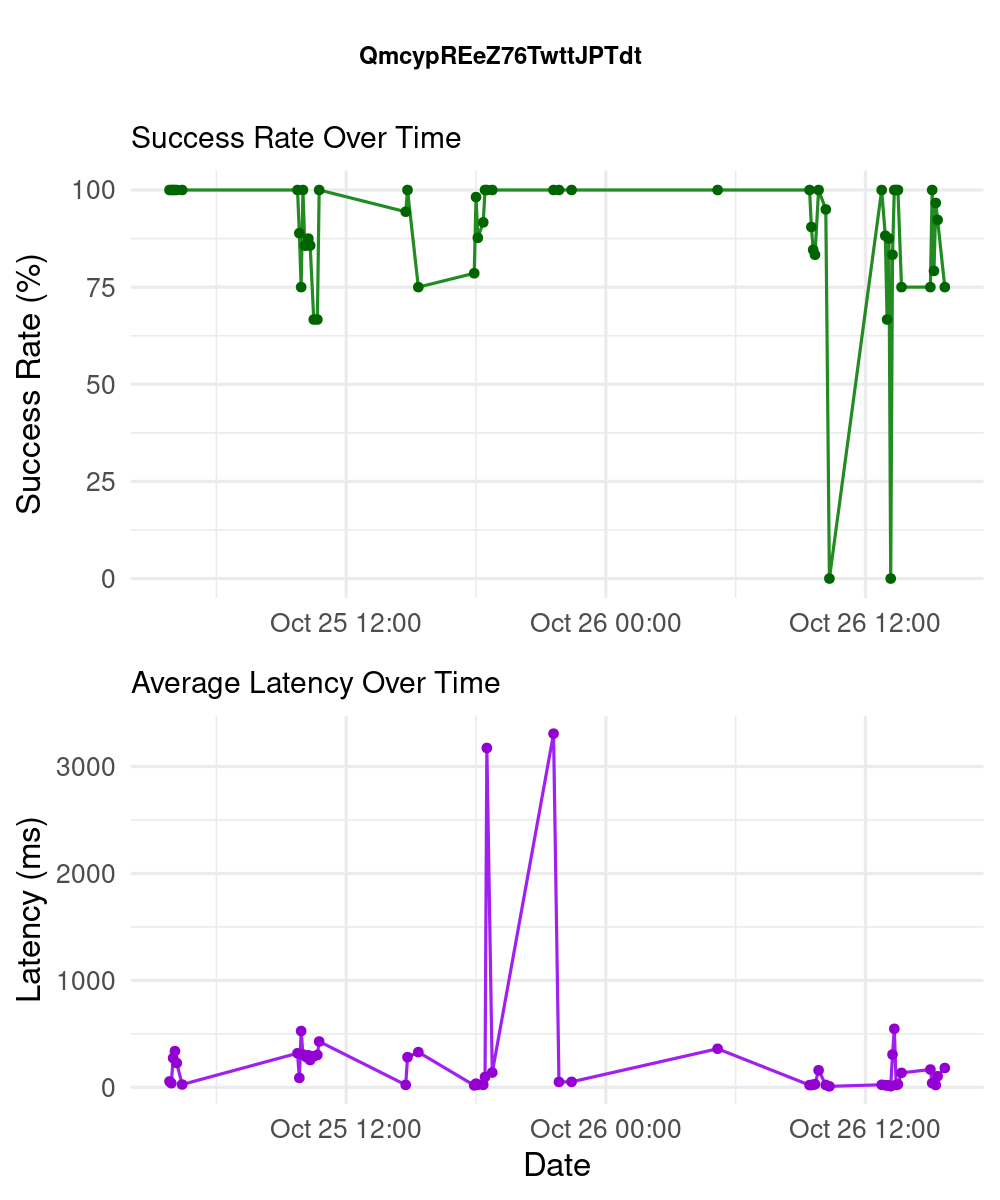 QmcypREeZ76TwttJPTdt
Success Rate Over Time
Success Rate (%)
100
75
50
25
0
Oct 25 12:00 Oct 26 00:00 Oct 26 12:00
Average Latency Over Time
Latency (ms)
3000
2000
1000
0
Oct 25 12:00 Oct 26 00:00 Oct 26 12:00
Date